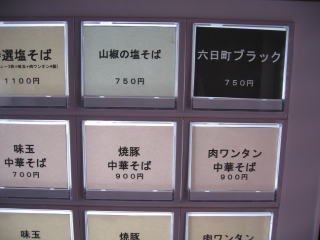 選塩そば
1100円
山椒の塩そば
750円
六日町ブラック
750円
味玉
中華そば
700円
焼豚
中華そば
900円
肉ワンタン
中華そば
900円
味玉
焼豚
肉ワンタン